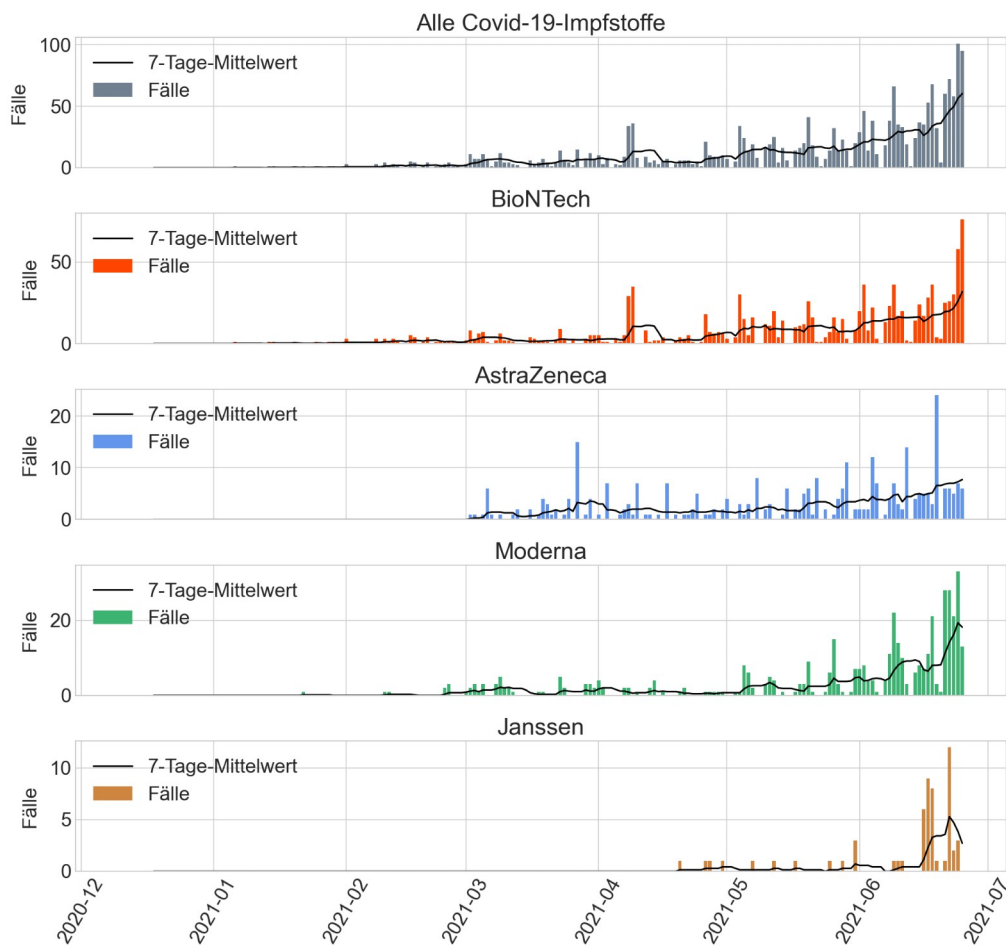 Alle Covid-19-Impfstoffe
100
50
0
Fälle
7-Tage-Mittelwert
Fälle
BioNTech
50
0
Fälle
7-Tage-Mittelwert
Fälle
AstraZeneca
20
10
0
Fälle
7-Tage-Mittelwert
Fälle
Moderna
20
0
Fälle
7-Tage-Mittelwert
Fälle
Janssen
10
5
0
Fälle
7-Tage-Mittelwert
Fälle
2020-12
2021-01
2021-02
2021-03
2021-04
2021-05
2021-06
2021-07